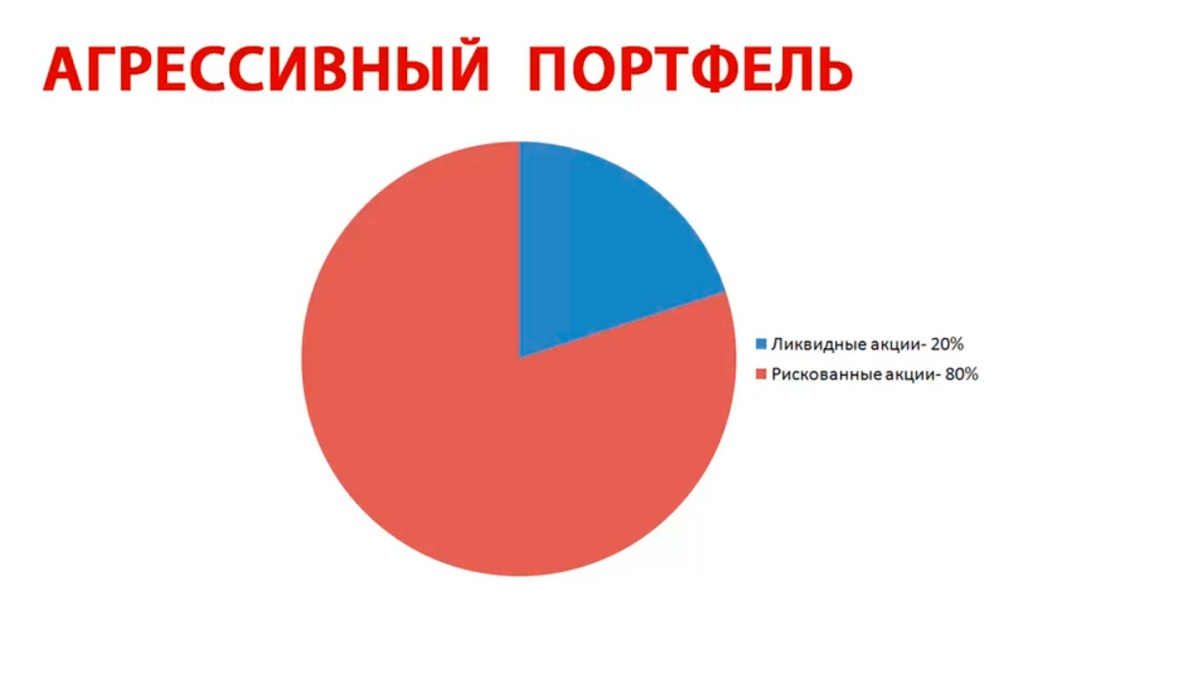 АГРЕССИВНЫЙ ПОРТФЕЛЬ
Ликвидные акции- 20%
Рискованные акции- 80%